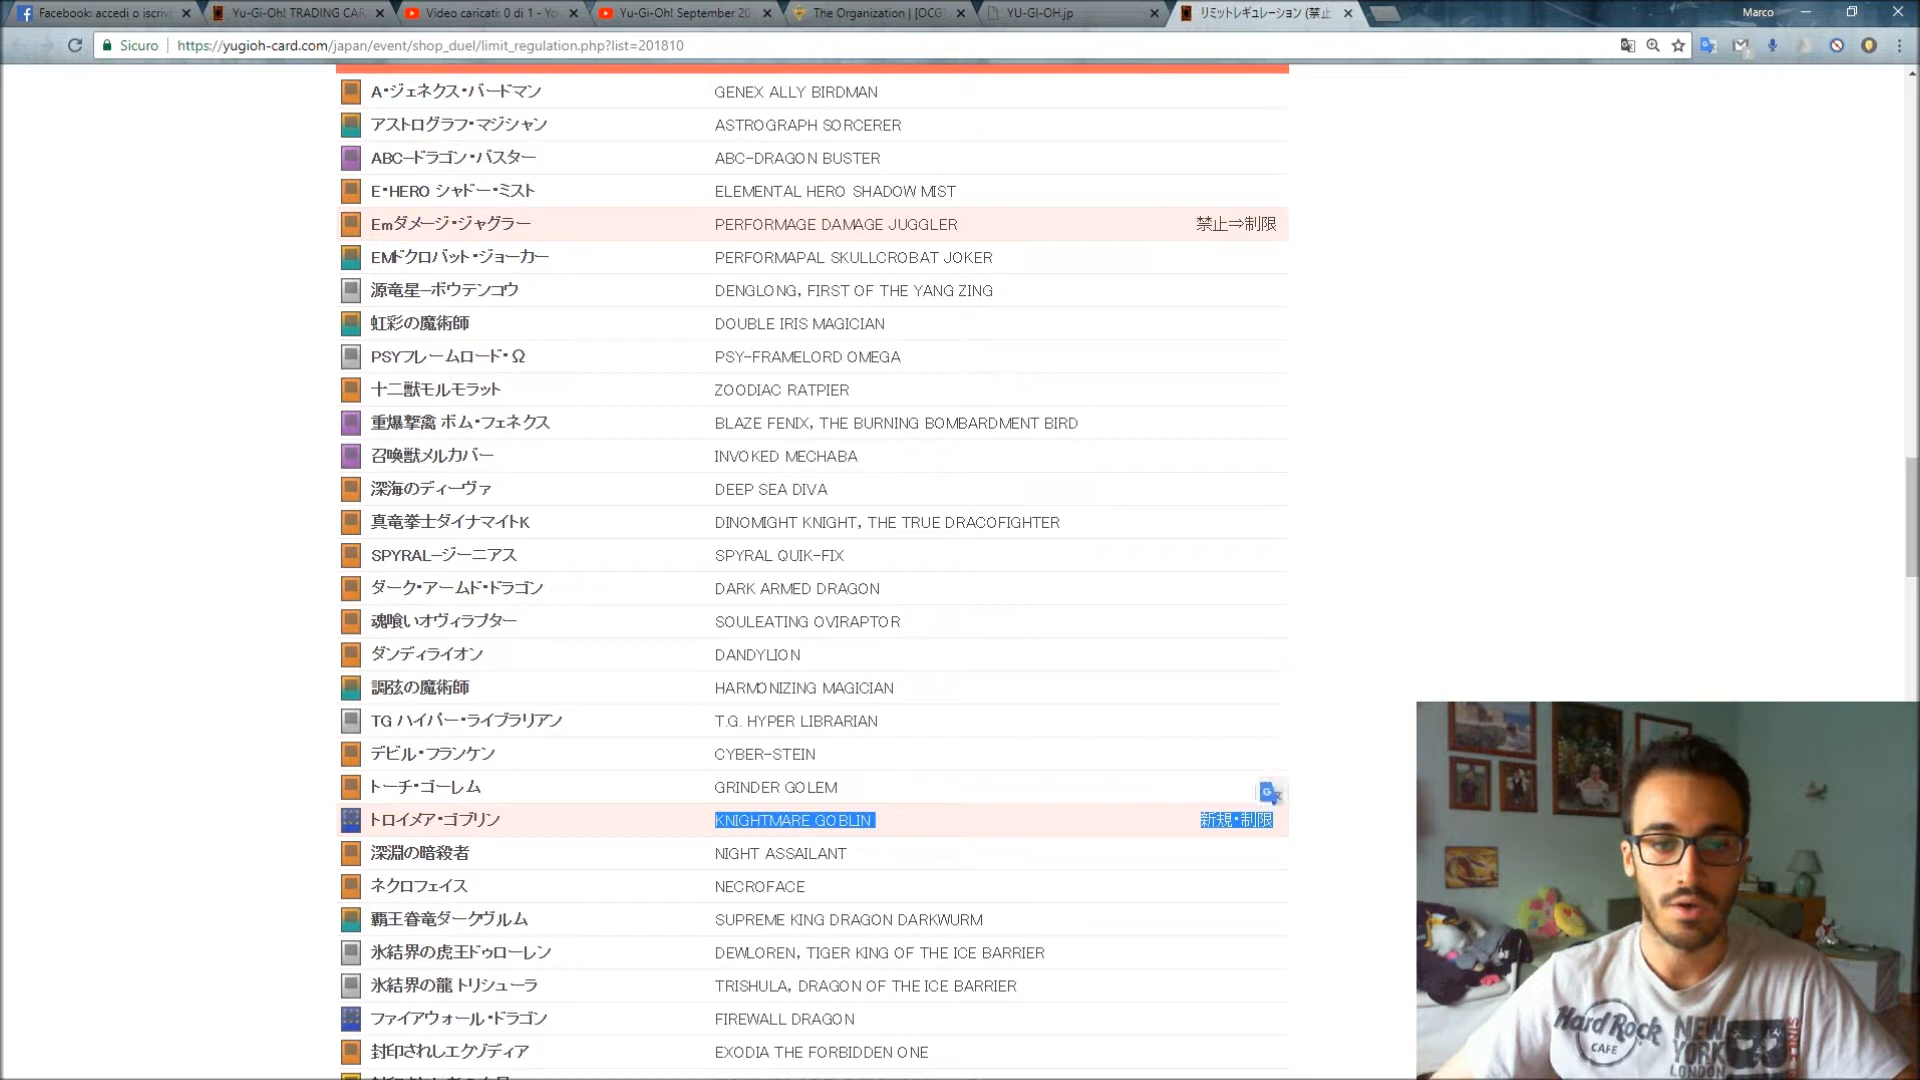 Facebook: accedi o iscriv
Yu-Gi-Oh! TRADING CAR
Video caricati: 0 di 1 - Yo
Yu-Gi-Oh! September 20
The Organization | [OCG
YU-GI-OH.jp
リミットレギュレーション (禁止
Marco
Sicuro
https://yugioh-card.com/japan/event/shop_duel/limit_regulation.php?list=201810
A・ジェネクス・バードマン GENEX ALLY BIRDMAN
アストログラフ・マジシャン ASTROGRAPH SORCERER
ABC-ドラゴン・バスター ABC-DRAGON BUSTER
E・HERO シャドー・ミスト ELEMENTAL HERO SHADOW MIST
Emダメージ・ジャグラー PERFORMAGE DAMAGE JUGGLER 禁止⇒制限
EMドクロバット・ジョーカー PERFORMAPAL SKULLCROBAT JOKER
源竜星-ボウテンコウ DENGLONG, FIRST OF THE YANG ZING
虹彩の魔術師 DOUBLE IRIS MAGICIAN
PSYフレームロード・Ω PSY-FRAMELORD OMEGA
十二獣モルモラット ZOODIAC RATPIER
重爆撃禽 ボム・フェネクス BLAZE FENIX, THE BURNING BOMBARDMENT BIRD
召喚獣メルカバー INVOKED MECHABA
深海のディーヴァ DEEP SEA DIVA
真竜拳士ダイナマイトK DINOMIGHT KNIGHT, THE TRUE DRACOFIGHTER
SPYRAL-ジーニアス SPYRAL QUIK-FIX
ダーク・アームド・ドラゴン DARK ARMED DRAGON
魂喰いオヴィラプター SOULEATING OVIRAPTOR
ダンディライオン DANDYLION
調弦の魔術師 HARMONIZING MAGICIAN
TG ハイパー・ライブラリアン T.G. HYPER LIBRARIAN
デビル・フランケン CYBER-STEIN
トーチ・ゴーレム GRINDER GOLEM
トロイメア・ゴブリン KNIGHTMARE GOBLIN 新規・制限
深淵の暗殺者 NIGHT ASSAILANT
ネクロフェイス NECROFACE
覇王眷竜ダークヴルム SUPREME KING DRAGON DARKWURM
氷結界の虎王ドゥローレン DEWLOREN, TIGER KING OF THE ICE BARRIER
氷結界の龍 トリシューラ TRISHULA, DRAGON OF THE ICE BARRIER
ファイアウォール・ドラゴン FIREWALL DRAGON
封印されしエクゾディア EXODIA THE FORBIDDEN ONE
Hard Rock
CAFE
NEW
YORK
LONDON